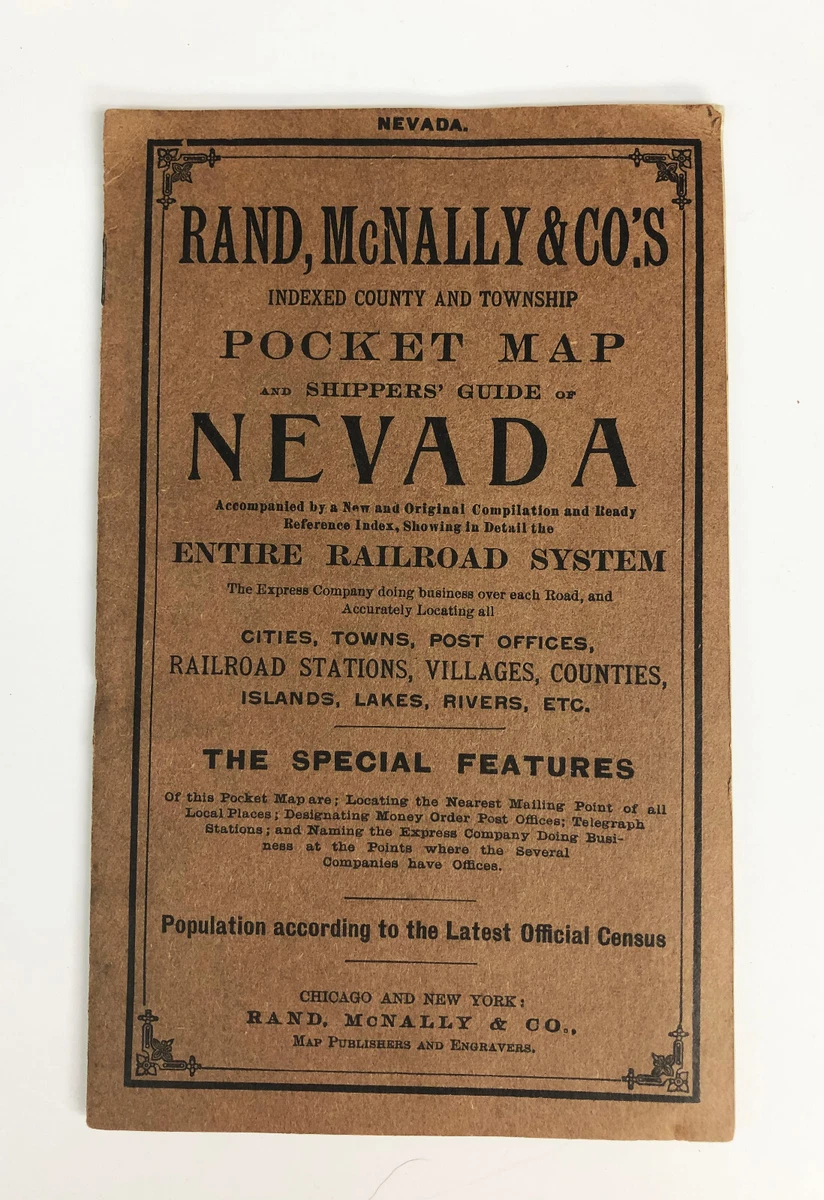 NEVADA.
RAND, McNALLY & CO.'S
INDEXED COUNTY AND TOWNSHIP
POCKET MAP
AND SHIPPERS' GUIDE OF
NEVADA
Accompanied by a New and Original Compilation and Ready
Reference Index, Showing in Detail the
ENTIRE RAILROAD SYSTEM
The Express Company doing business over each Road, and
Accurately Locating all
CITIES, TOWNS, POST OFFICES,
RAILROAD STATIONS, VILLAGES, COUNTIES,
ISLANDS, LAKES, RIVERS, ETC.
THE SPECIAL FEATURES
Of this Pocket Map are; Locating the Nearest Mailing Point of all
Local Places; Designating Money Order Post Offices; Telegraph
Stations; and Naming the Express Company Doing Busi-
ness at the Points where the Several
Companies have Offices.
Population according to the Latest Official Census
CHICAGO AND NEW YORK:
RAND, McNALLY & CO.,
MAP PUBLISHERS AND ENGRAVERS.